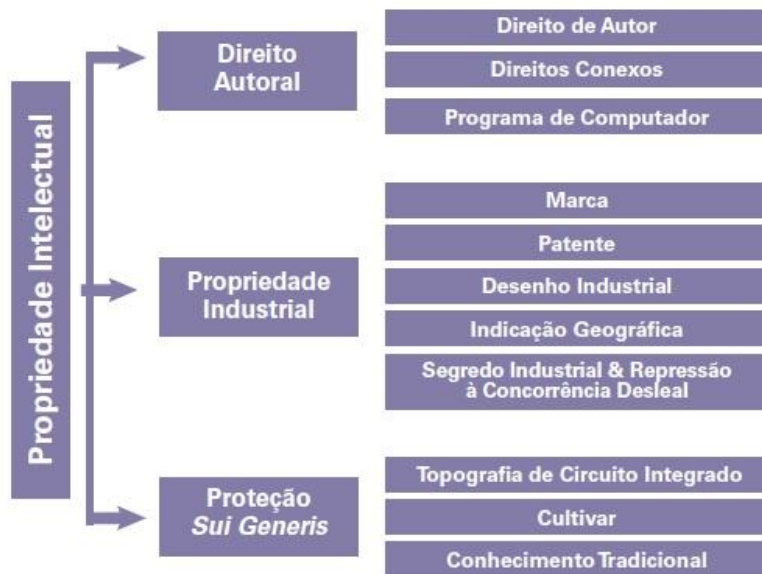 Propriedade Intelectual
Direito
Autoral
Direito de Autor
Direitos Conexos
Programa de Computador
Propriedade
Industrial
Marca
Patente
Desenho Industrial
Indicação Geográfica
Segredo Industrial & Repressão
à Concorrência Desleal
Proteção
Sui Generis
Topografia de Circuito Integrado
Cultivar
Conhecimento Tradicional